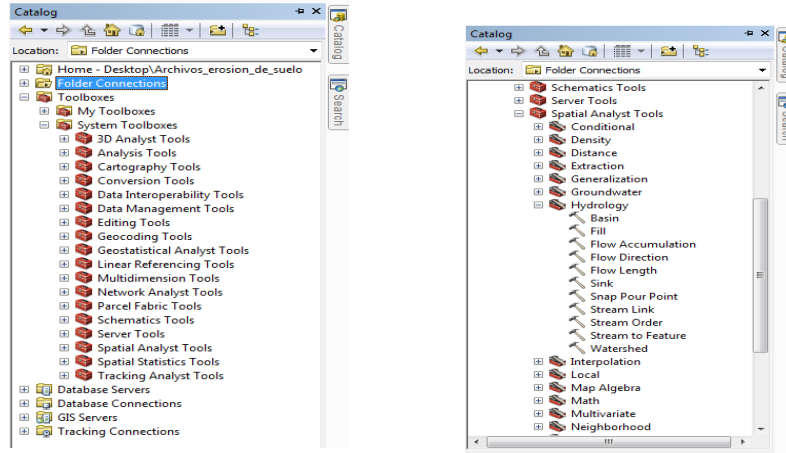 Catalog
Location: Folder Connections
Home - Desktop\Archivos_erosion_de_suelo
Folder Connections
Toolboxes
My Toolboxes
System Toolboxes
3D Analyst Tools
Analysis Tools
Cartography Tools
Conversion Tools
Data Interoperability Tools
Data Management Tools
Editing Tools
Geocoding Tools
Geostatistical Analyst Tools
Linear Referencing Tools
Multidimension Tools
Network Analyst Tools
Parcel Fabric Tools
Schematics Tools
Server Tools
Spatial Analyst Tools
Spatial Statistics Tools
Tracking Analyst Tools
Database Servers
Database Connections
GIS Servers
Tracking Connections
Catalog
Search
Catalog
Location: Folder Connections
Schematics Tools
Server Tools
Spatial Analyst Tools
Conditional
Density
Distance
Extraction
Generalization
Groundwater
Hydrology
Basin
Fill
Flow Accumulation
Flow Direction
Flow Length
Sink
Snap Pour Point
Stream Link
Stream Order
Stream to Feature
Watershed
Interpolation
Local
Map Algebra
Math
Multivariate
Neighborhood